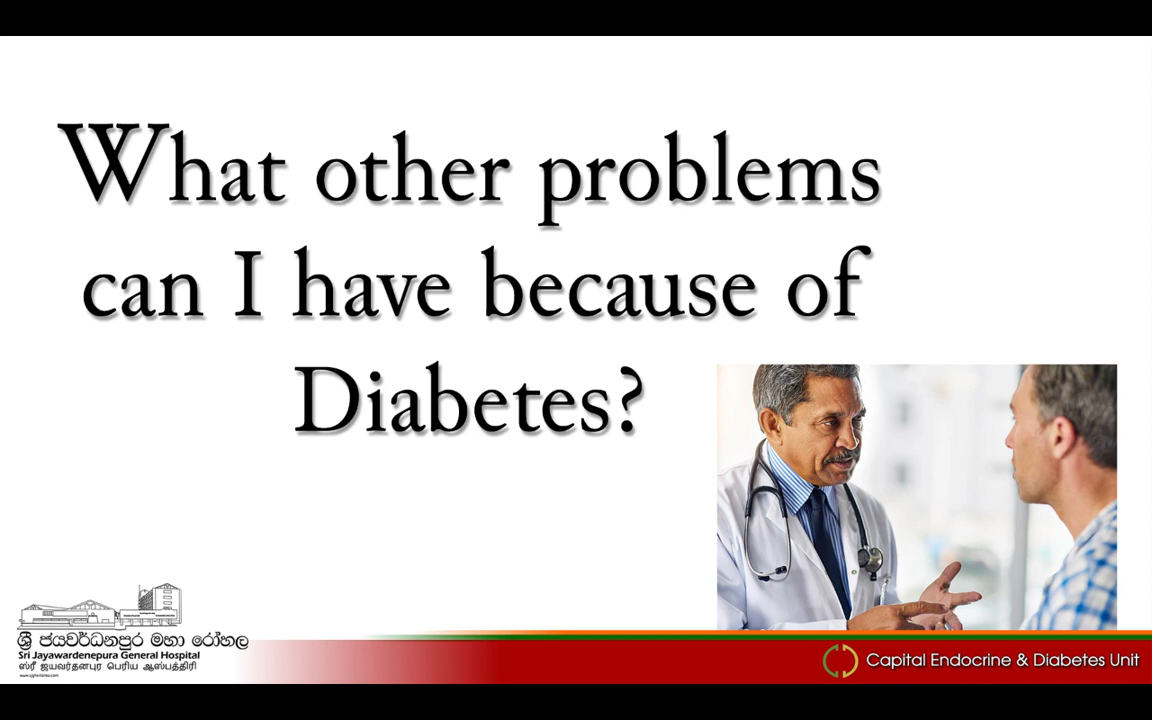 What other problems
can I have because of
Diabetes?
ශ්‍රී ජයවර්ධනපුර මහා රෝහල
Sri Jayawardenepura General Hospital
ஸ்ரீ ஜயவர்தனபுர பெரிய ஆஸ்பத்திரி
Capital Endocrine & Diabetes Unit